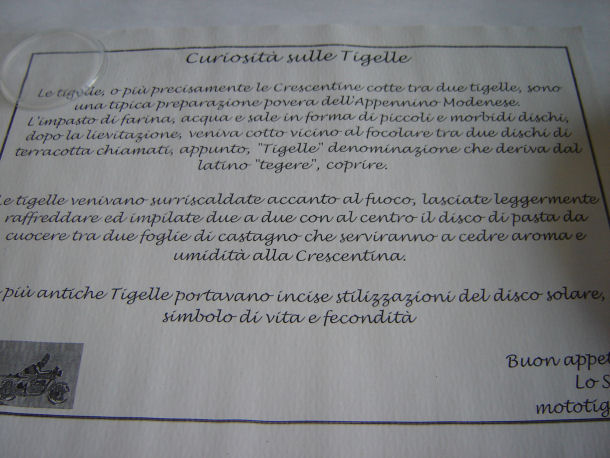 Curiosità sulle Tigelle
Le tigelle, o più precisamente le Crescentine cotte tra due tigelle, sono
una tipica preparazione povera dell'Appennino Modenese.
L'impasto di farina, acqua e sale in forma di piccoli e morbidi dischi,
dopo la lievitazione, veniva cotto vicino al focolare tra due dischi di
terracotta chiamati, appunto, "Tigelle" denominazione che deriva dal
latino "tegere", coprire.
Le tigelle venivano surriscaldate accanto al fuoco, lasciate leggermente
raffreddare ed impilate due a due con al centro il disco di pasta da
cuocere tra due foglie di castagno che serviranno a cedre aroma e
umidità alla Crescentina.
più antiche Tigelle portavano incise stilizzazioni del disco solare,
simbolo di vita e fecondità
Buon appet
Lo S
mototig